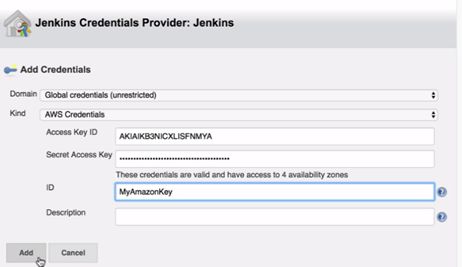 Jenkins Credentials Provider: Jenkins
Add Credentials
Domain Global credentials (unrestricted)
Kind AWS Credentials
Access Key ID AKIAIKB3NICXLISFNMYA
Secret Access Key ••••••••••••••••••••••••••••••••••••••••
These credentials are valid and have access to 4 availability zones
ID MyAmazonKey
Description
Add Cancel